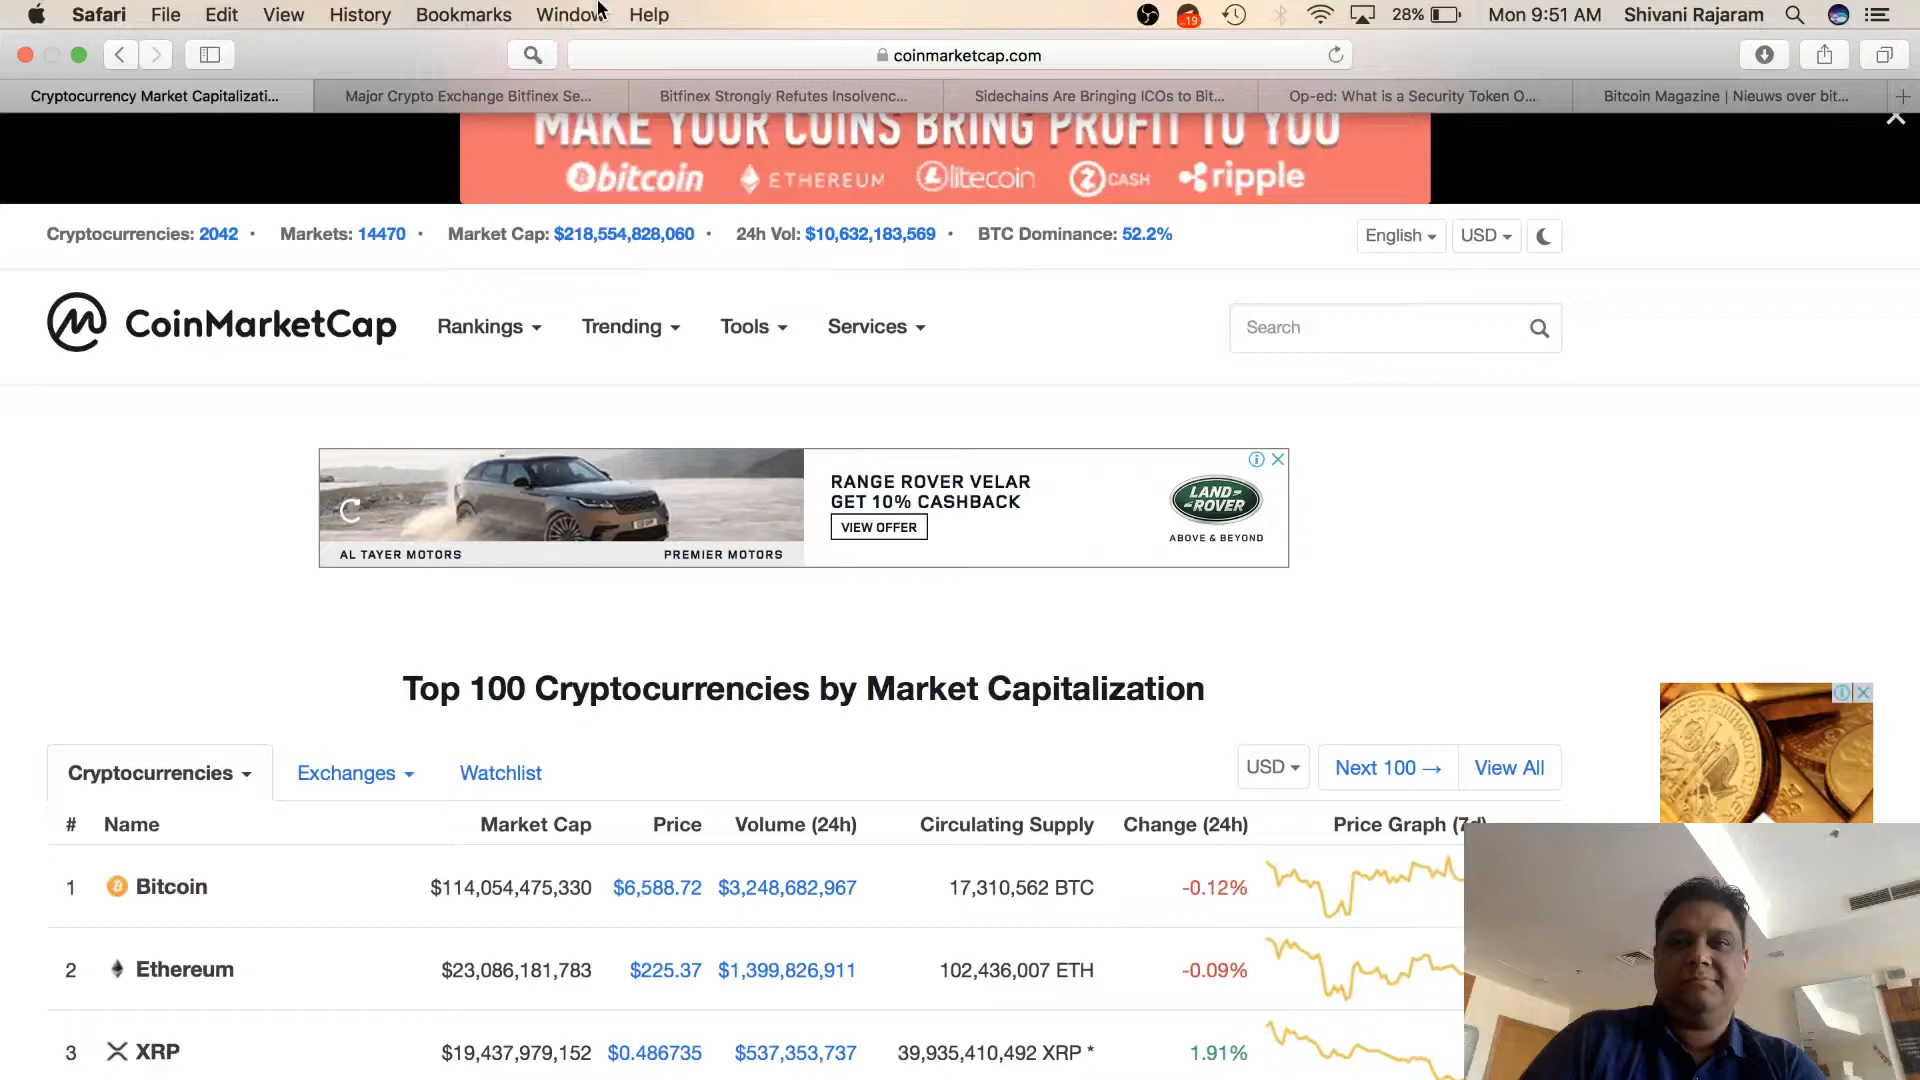 Safari File Edit View History Bookmarks Window Help 28% Mon 9:51 AM Shivani Rajaram
coinmarketcap.com
Cryptocurrency Market Capitalizati... Major Crypto Exchange Bitfinex Se... Bitfinex Strongly Refutes Insolvenc... Sidechains Are Bringing ICOs to Bit... Op-ed: What is a Security Token O... Bitcoin Magazine | Nieuws over bit...
MAKE YOUR COINS BRING PROFIT TO YOU
bitcoin ETHEREUM litecoin ZCASH ripple
Cryptocurrencies: 2042 • Markets: 14470 • Market Cap: $218,554,828,060 • 24h Vol: $10,632,183,569 • BTC Dominance: 52.2% English USD
CoinMarketCap Rankings Trending Tools Services Search
RANGE ROVER VELAR
GET 10% CASHBACK
VIEW OFFER
LAND-ROVER
ABOVE & BEYOND
AL TAYER MOTORS PREMIER MOTORS
Top 100 Cryptocurrencies by Market Capitalization
Cryptocurrencies Exchanges Watchlist USD Next 100 → View All
# Name Market Cap Price Volume (24h) Circulating Supply Change (24h) Price Graph (7d)
1 Bitcoin $114,054,475,330 $6,588.72 $3,248,682,967 17,310,562 BTC -0.12%
2 Ethereum $23,086,181,783 $225.37 $1,399,826,911 102,436,007 ETH -0.09%
3 XRP $19,437,979,152 $0.486735 $537,353,737 39,935,410,492 XRP * 1.91%